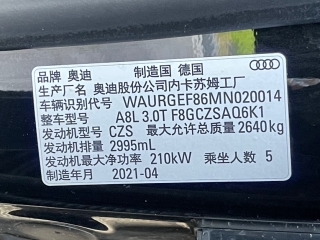 品牌 奥迪 制造国 德国
生产厂名 奥迪股份公司内卡苏姆工厂
车辆识别代号 WAURGEF86MN020014
整车型号 A8L 3.0T F8GCZSAQ6K1
发动机型号 CZS 最大允许总质量 2640kg
发动机排量 2995mL
发动机最大净功率 210kW 乘坐人数 5
制造年月 2021-04